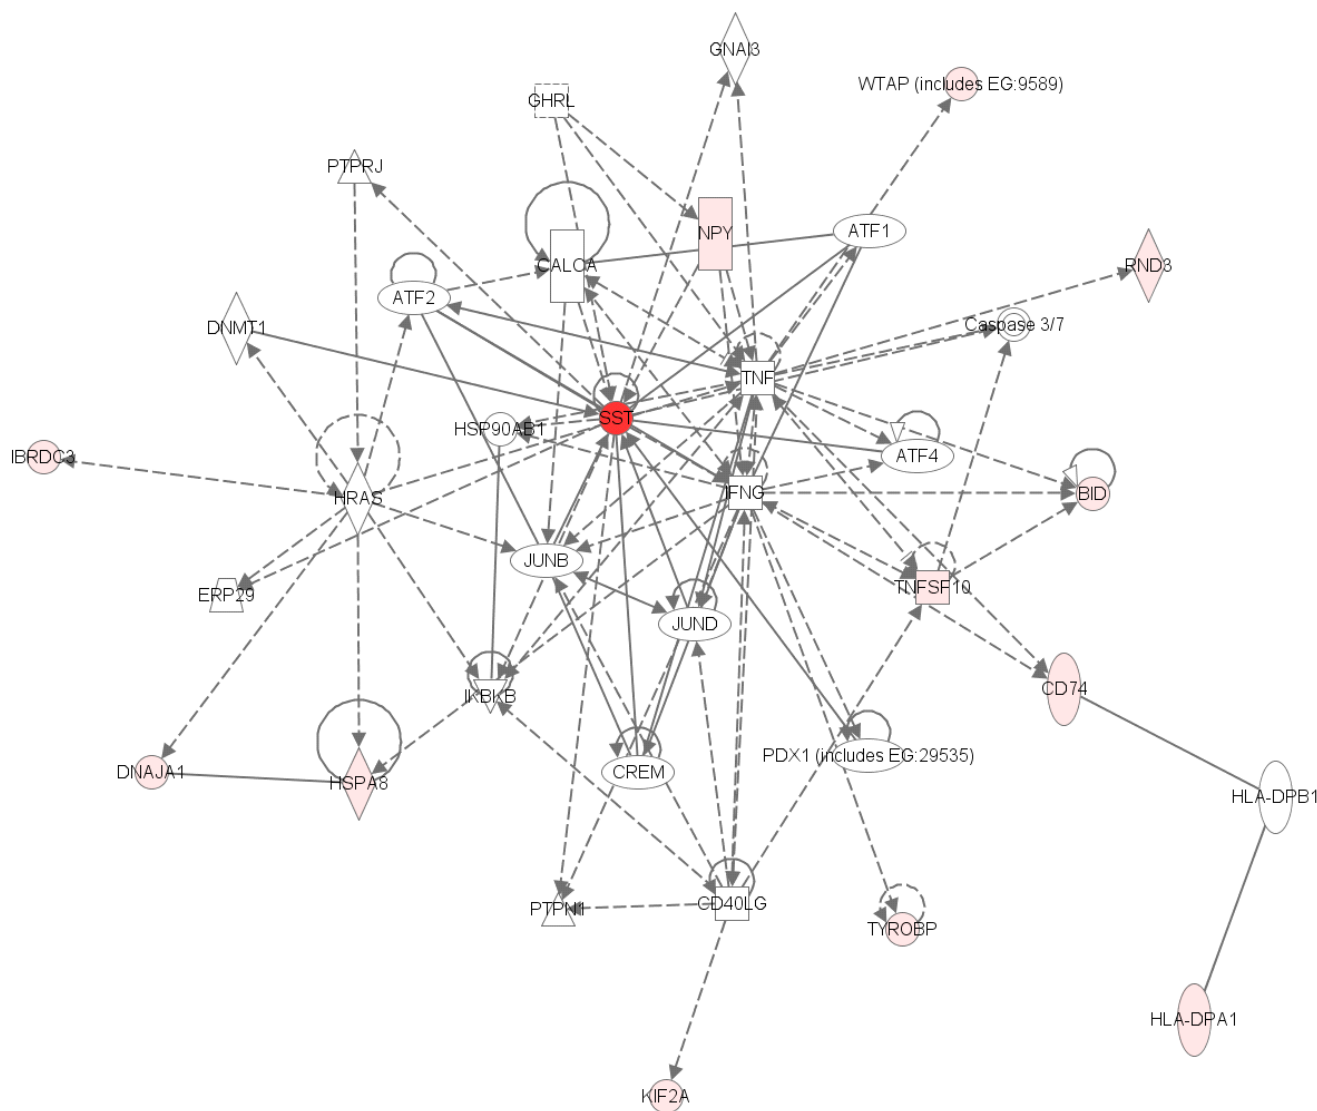 GNAI3
WTAP (includes EG:9589)
GHRL
PTPRJ
NPY
ATF1
CALCA
RND3
ATF2
DNMT1
Caspase 3/7
TNF
SST
HSP90AB1
ATF4
IBRDC3
HRAS
IFNG
BID
JUNB
ERP29
TNFSF10
JUND
IKBKB
CD74
PDX1 (includes EG:29535)
DNAJA1
HSPA8
CREM
HLA-DPB1
PTPN1
CD40LG
TYROBP
HLA-DPA1
KIF2A